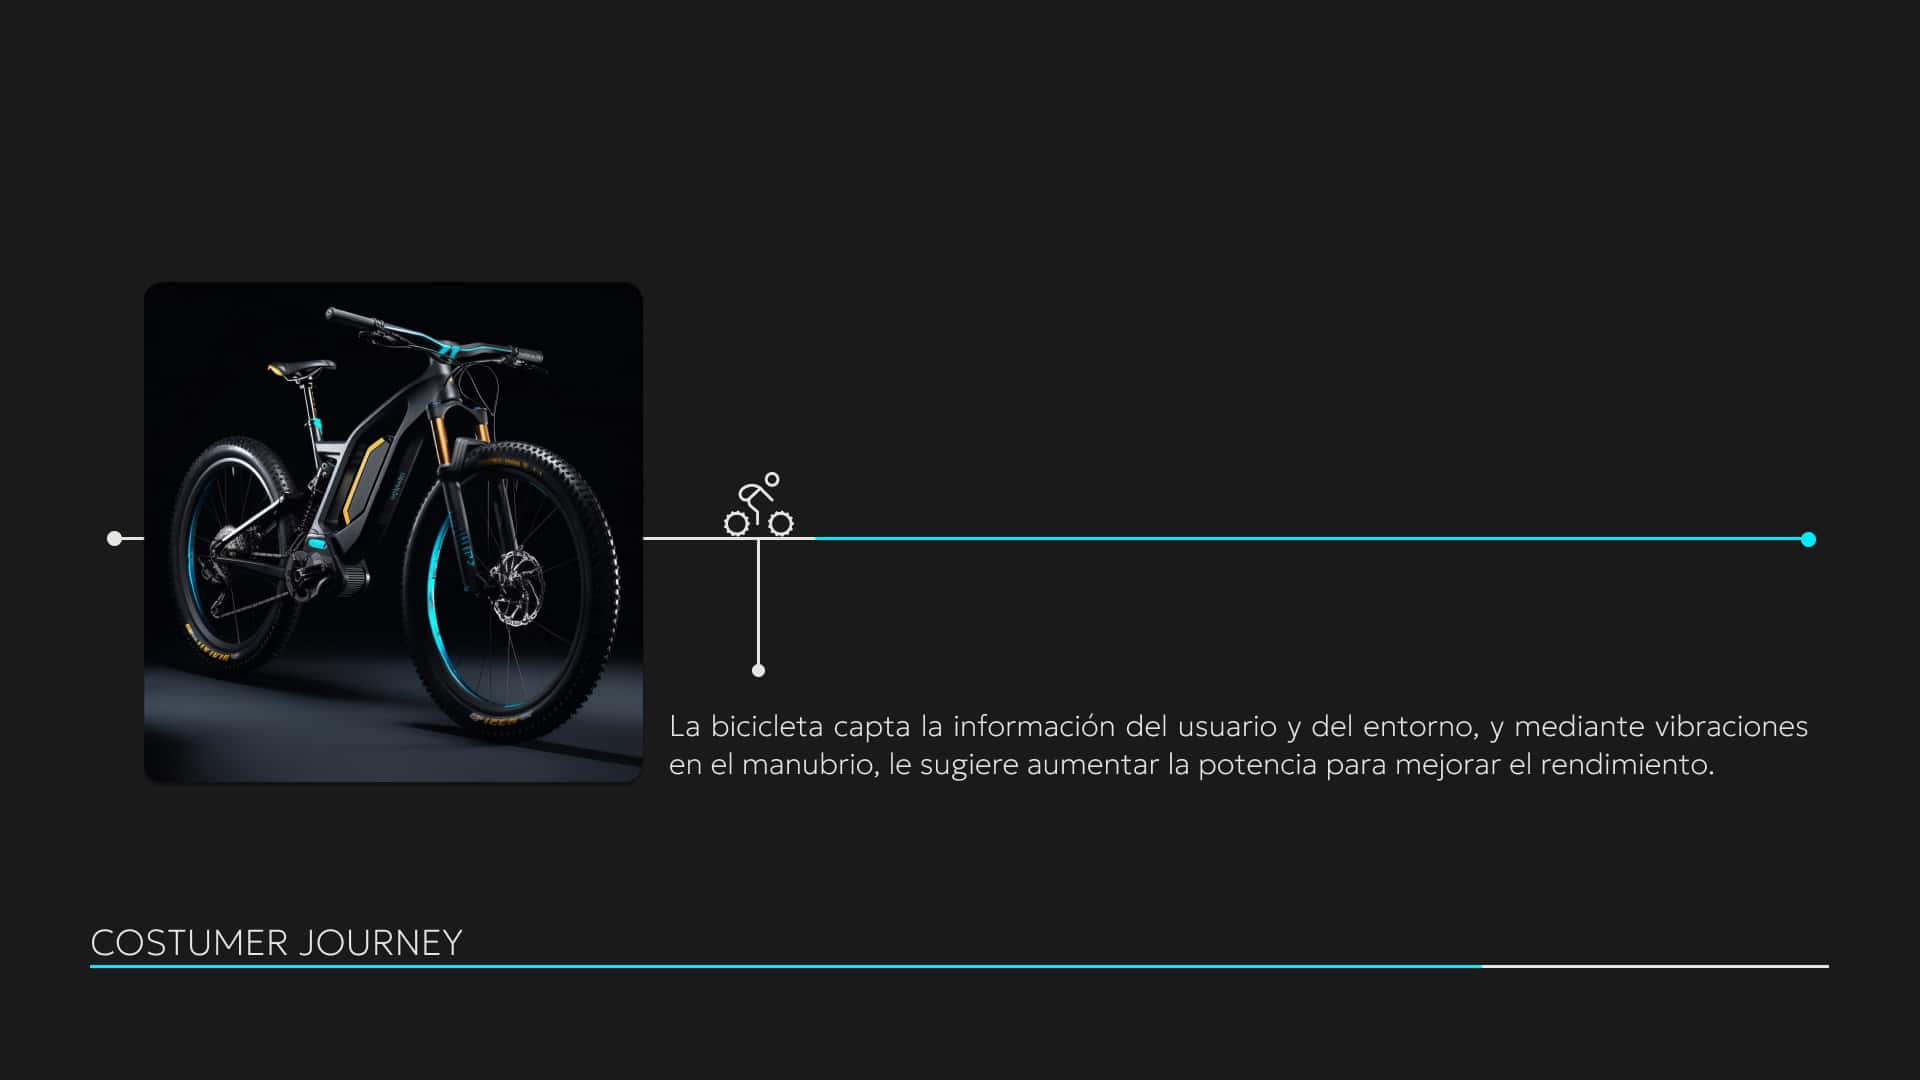 La bicicleta capta la información del usuario y del entorno, y mediante vibraciones
en el manubrio, le sugiere aumentar la potencia para mejorar el rendimiento.
COSTUMER JOURNEY